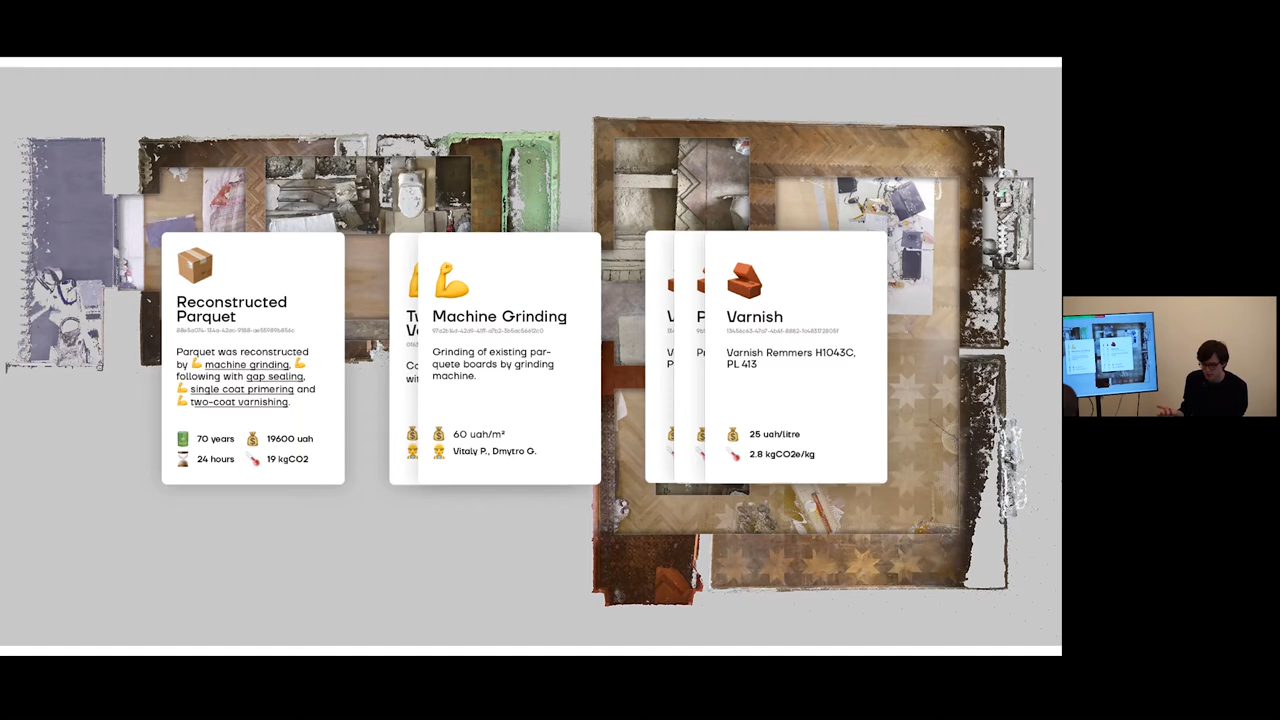 Reconstructed
Parquet
Parquet was reconstructed
by 💪 machine grinding, 💪
following with gap sealing,
💪 single coat primering and
💪 two-coat varnishing.
70 years
19600 uah
24 hours
19 kgCO2
Machine Grinding
Grinding of existing par-
quete boards by grinding
machine.
60 uah/m²
Vitaly P., Dmytro G.
Varnish
Varnish Remmers H1043C,
PL 413
25 uah/litre
2.8 kgCO2e/kg